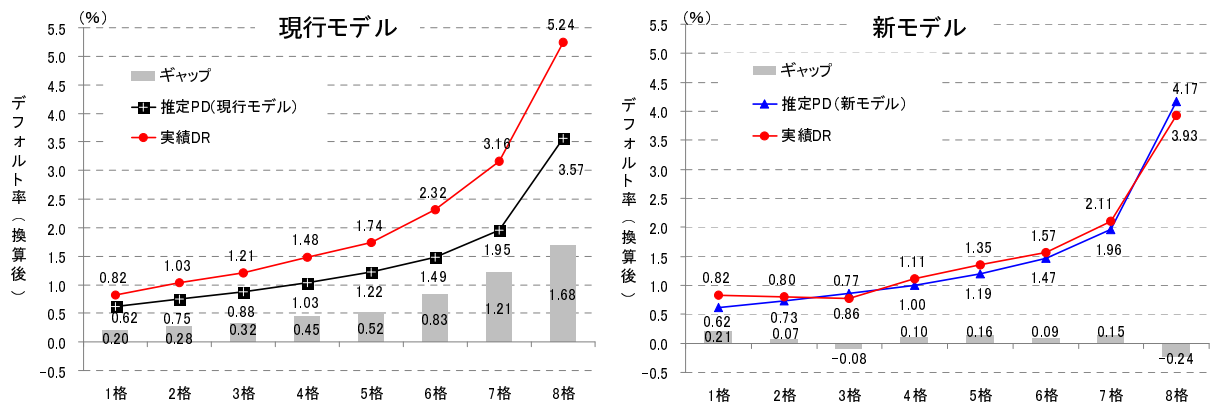 (%)
現行モデル
5.5
5.0
4.5
4.0
3.5
3.0
2.5
2.0
1.5
1.0
0.5
0.0
-0.5
デフォルト率(換算後)
ギャップ
推定PD(現行モデル)
実績DR
0.82
1.03
1.21
1.48
1.74
2.32
3.16
5.24
0.62
0.75
0.88
1.03
1.22
1.49
1.95
3.57
0.20
0.28
0.32
0.45
0.52
0.83
1.21
1.68
1格
2格
3格
4格
5格
6格
7格
8格
(%)
新モデル
5.5
5.0
4.5
4.0
3.5
3.0
2.5
2.0
1.5
1.0
0.5
0.0
-0.5
デフォルト率(換算後)
ギャップ
推定PD(新モデル)
実績DR
0.82
0.80
0.77
1.11
1.35
1.57
2.11
4.17
3.93
0.62
0.73
0.86
1.00
1.19
1.47
1.96
0.21
0.07
-0.08
0.10
0.16
0.09
0.15
-0.24
1格
2格
3格
4格
5格
6格
7格
8格